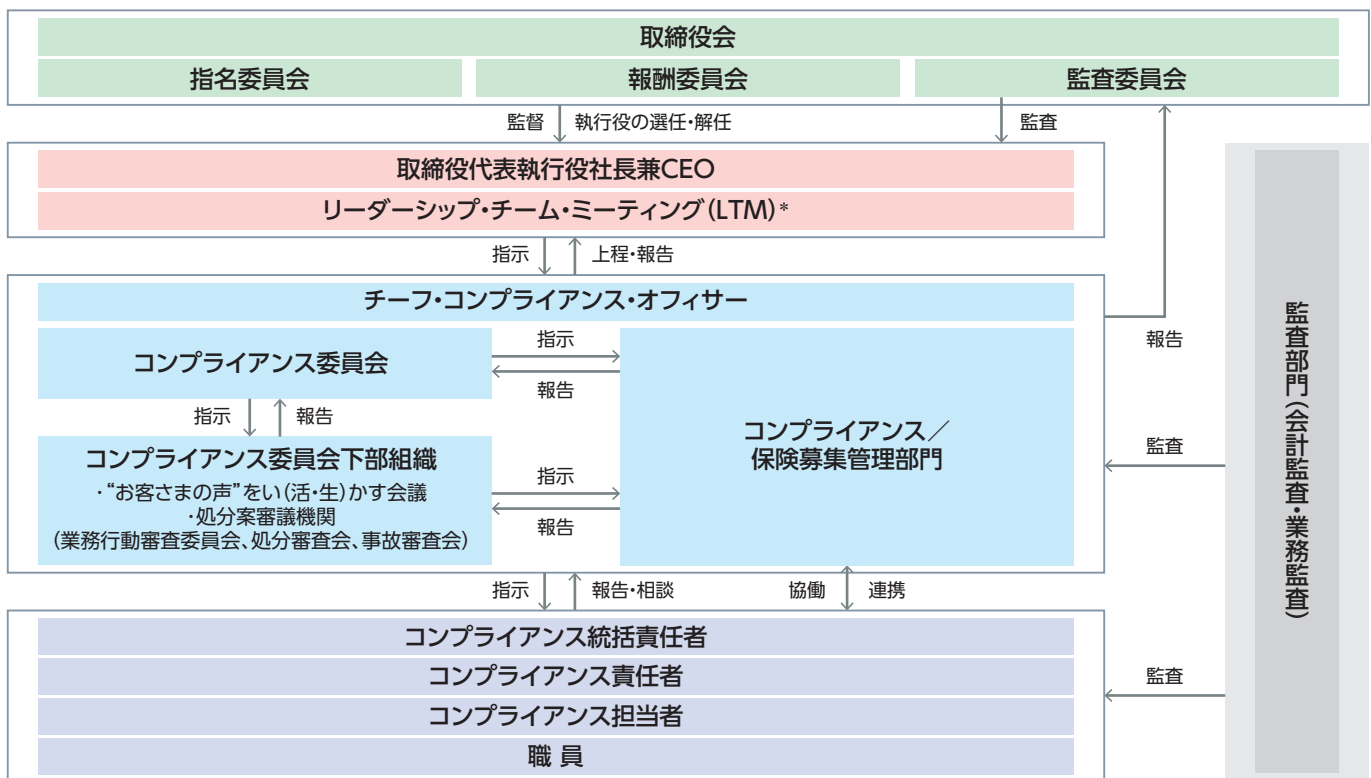 取締役会
指名委員会
報酬委員会
監査委員会
監督
執行役の選任・解任
監査
取締役代表執行役社長兼CEO
リーダーシップ・チーム・ミーティング(LTM)*
指示
上程・報告
チーフ・コンプライアンス・オフィサー
報告
コンプライアンス委員会
指示
報告
指示
報告
コンプライアンス委員会下部組織
・“お客さまの声”をい(活・生)かす会議
・処分案審議機関
(業務行動審査委員会、処分審査会、事故審査会)
指示
報告
コンプライアンス／
保険募集管理部門
監査
指示
報告・相談
協働
連携
コンプライアンス統括責任者
コンプライアンス責任者
コンプライアンス担当者
職 員
監査
監査部門(会計監査・業務監査)